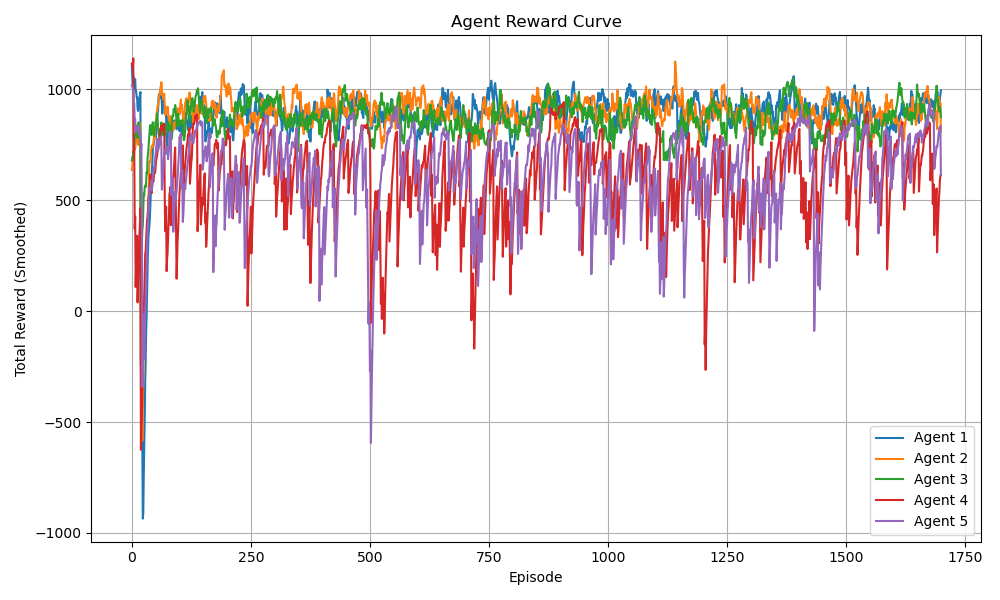 Agent Reward Curve
Total Reward (Smoothed)
1000
500
0
−500
−1000
0 250 500 750 1000 1250 1500 1750
Episode
Agent 1
Agent 2
Agent 3
Agent 4
Agent 5